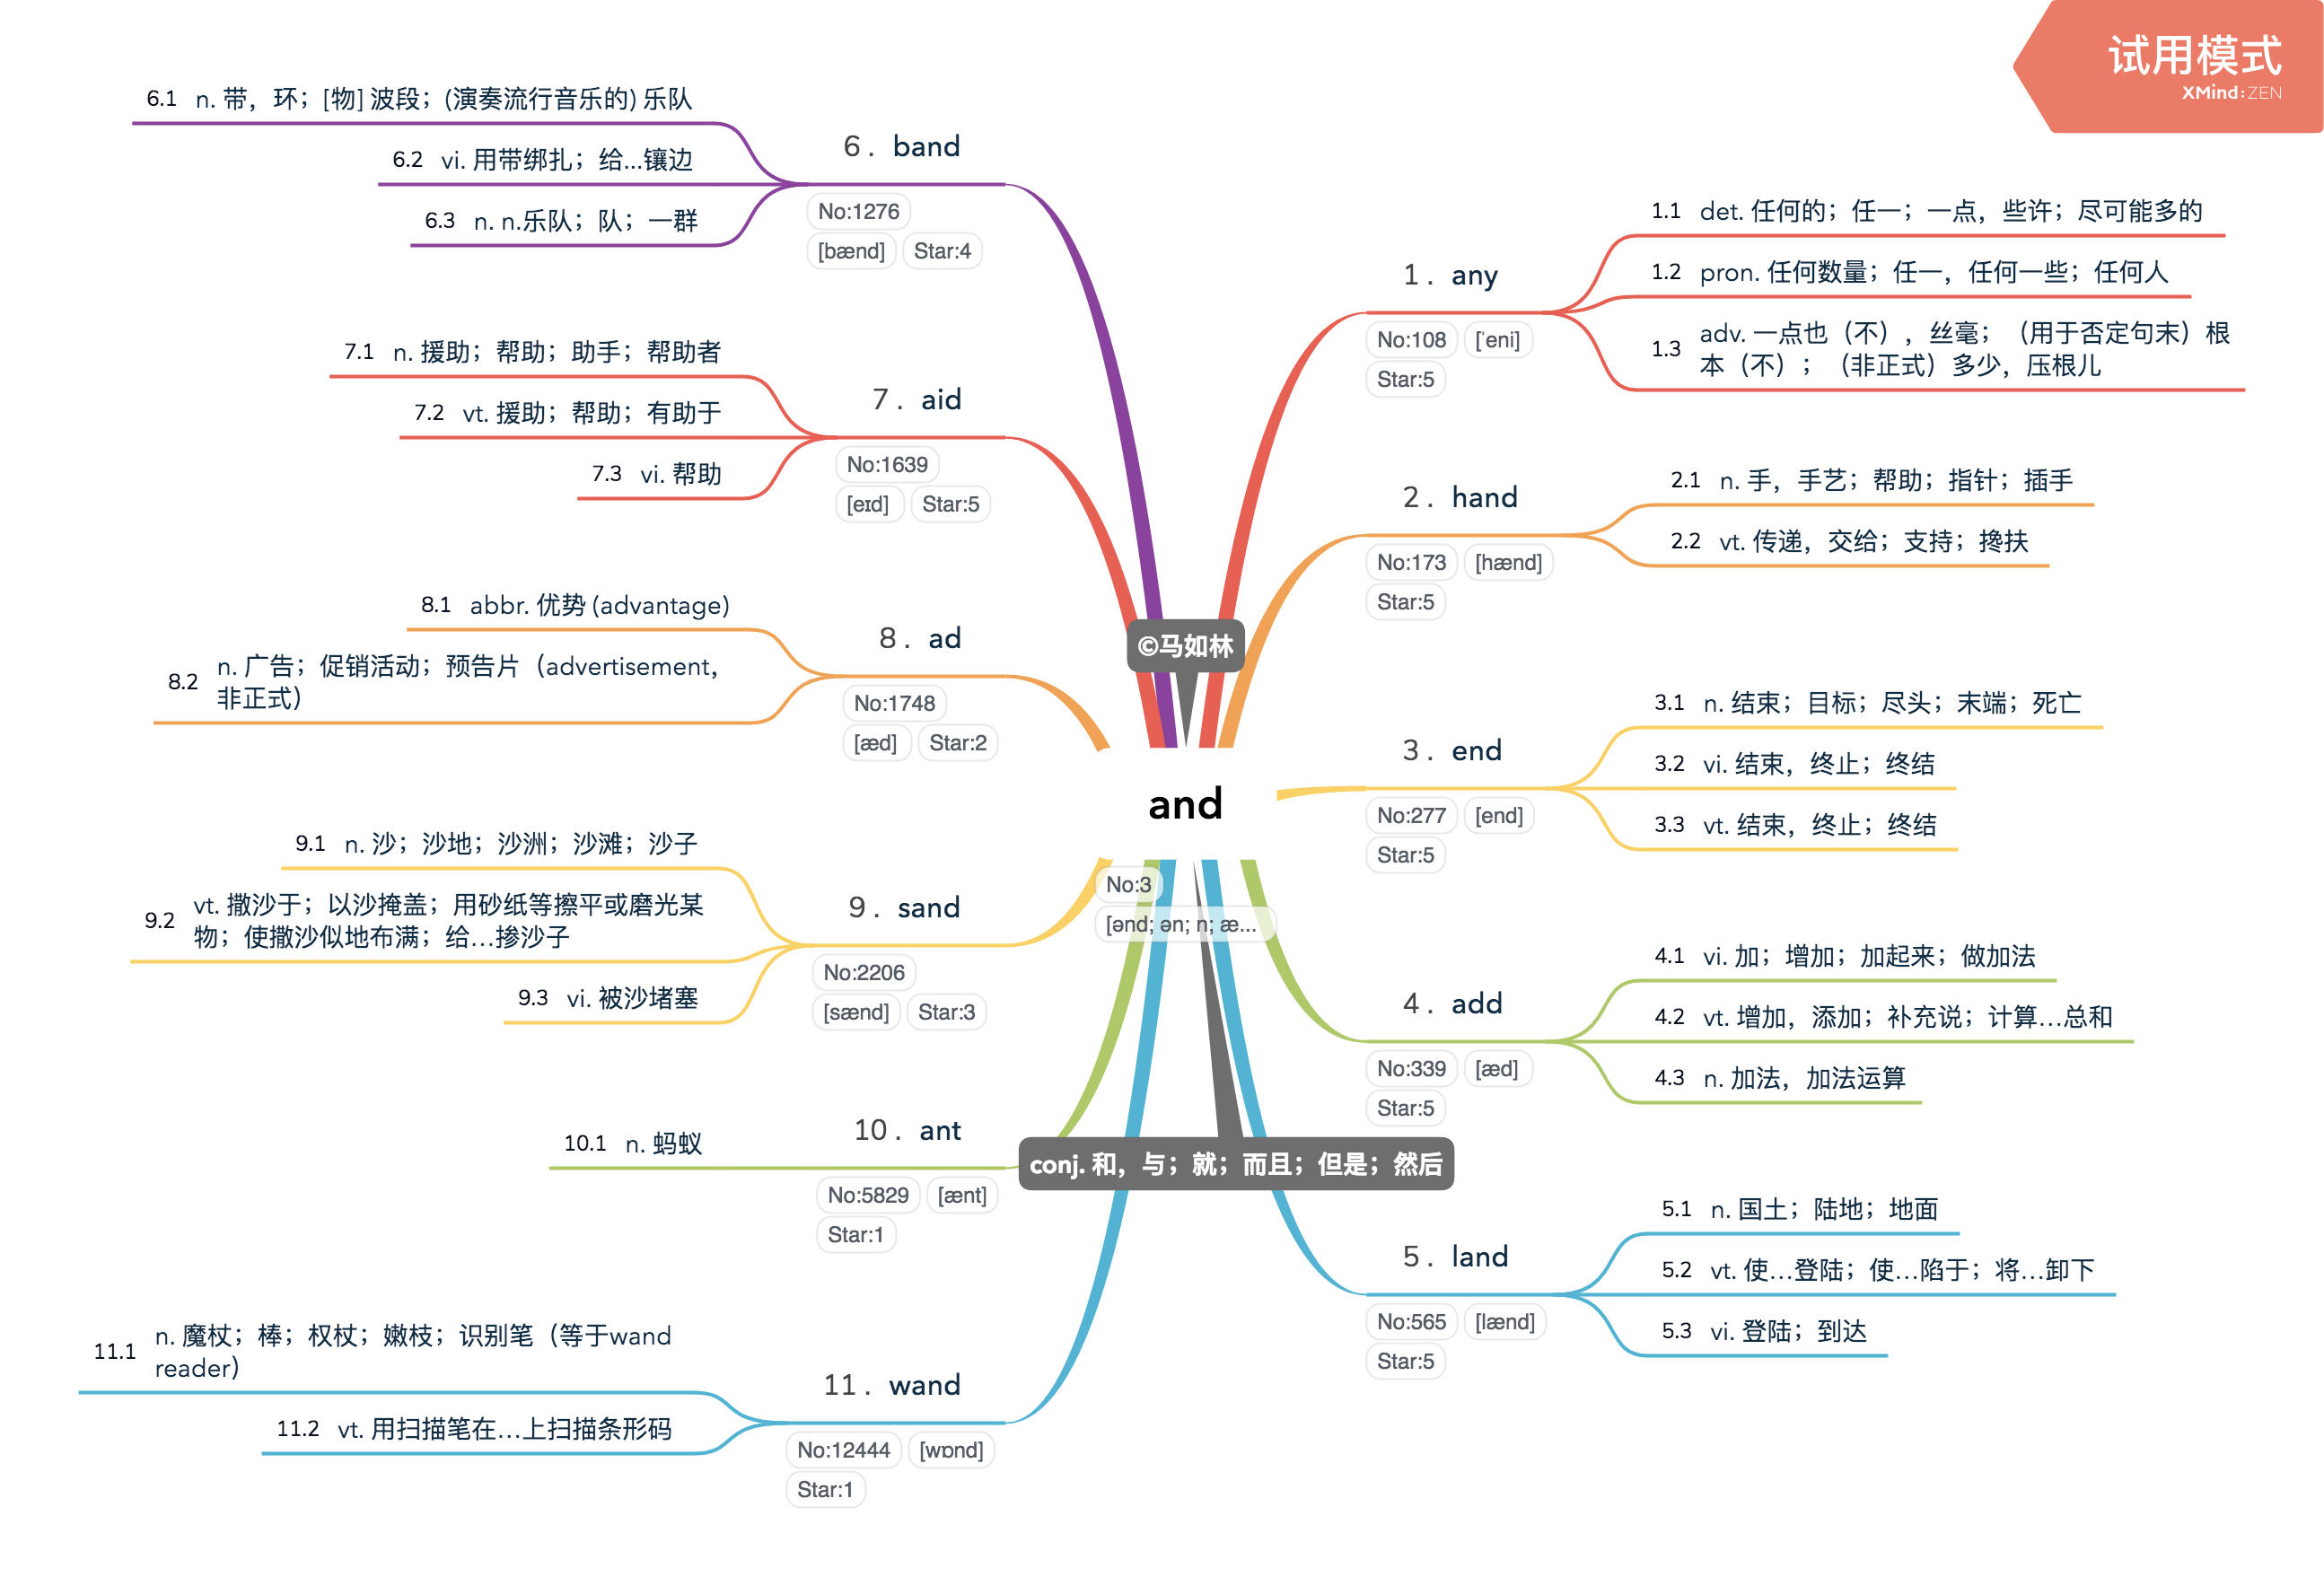 试用模式
XMind:ZEN
©马如林
and
No:3
[ənd; ən; n; æ...
conj. 和，与；就；而且；但是；然后
1. any
No:108 [ˈeni]
Star:5
1.1 det. 任何的；任一；一点，些许；尽可能多的
1.2 pron. 任何数量；任一，任何一些；任何人
1.3 adv. 一点也（不），丝毫；（用于否定句末）根
本（不）；（非正式）多少，压根儿
2. hand
No:173 [hænd]
Star:5
2.1 n. 手，手艺；帮助；指针；插手
2.2 vt. 传递，交给；支持；搀扶
3. end
No:277 [end]
Star:5
3.1 n. 结束；目标；尽头；末端；死亡
3.2 vi. 结束，终止；终结
3.3 vt. 结束，终止；终结
4. add
No:339 [æd]
Star:5
4.1 vi. 加；增加；加起来；做加法
4.2 vt. 增加，添加；补充说；计算…总和
4.3 n. 加法，加法运算
5. land
No:565 [lænd]
Star:5
5.1 n. 国土；陆地；地面
5.2 vt. 使…登陆；使…陷于；将…卸下
5.3 vi. 登陆；到达
6. band
No:1276
[bænd] Star:4
6.1 n. 带，环；[物] 波段；(演奏流行音乐的) 乐队
6.2 vi. 用带绑扎；给...镶边
6.3 n. n.乐队；队；一群
7. aid
No:1639
[eɪd] Star:5
7.1 n. 援助；帮助；助手；帮助者
7.2 vt. 援助；帮助；有助于
7.3 vi. 帮助
8. ad
No:1748
[æd] Star:2
8.1 abbr. 优势 (advantage)
8.2 n. 广告；促销活动；预告片（advertisement，
非正式）
9. sand
No:2206
[sænd] Star:3
9.1 n. 沙；沙地；沙洲；沙滩；沙子
9.2 vt. 撒沙于；以沙掩盖；用砂纸等擦平或磨光某
物；使撒沙似地布满；给…掺沙子
9.3 vi. 被沙堵塞
10. ant
No:5829 [ænt]
Star:1
10.1 n. 蚂蚁
11. wand
No:12444 [wɒnd]
Star:1
11.1 n. 魔杖；棒；权杖；嫩枝；识别笔（等于wand
reader）
11.2 vt. 用扫描笔在…上扫描条形码